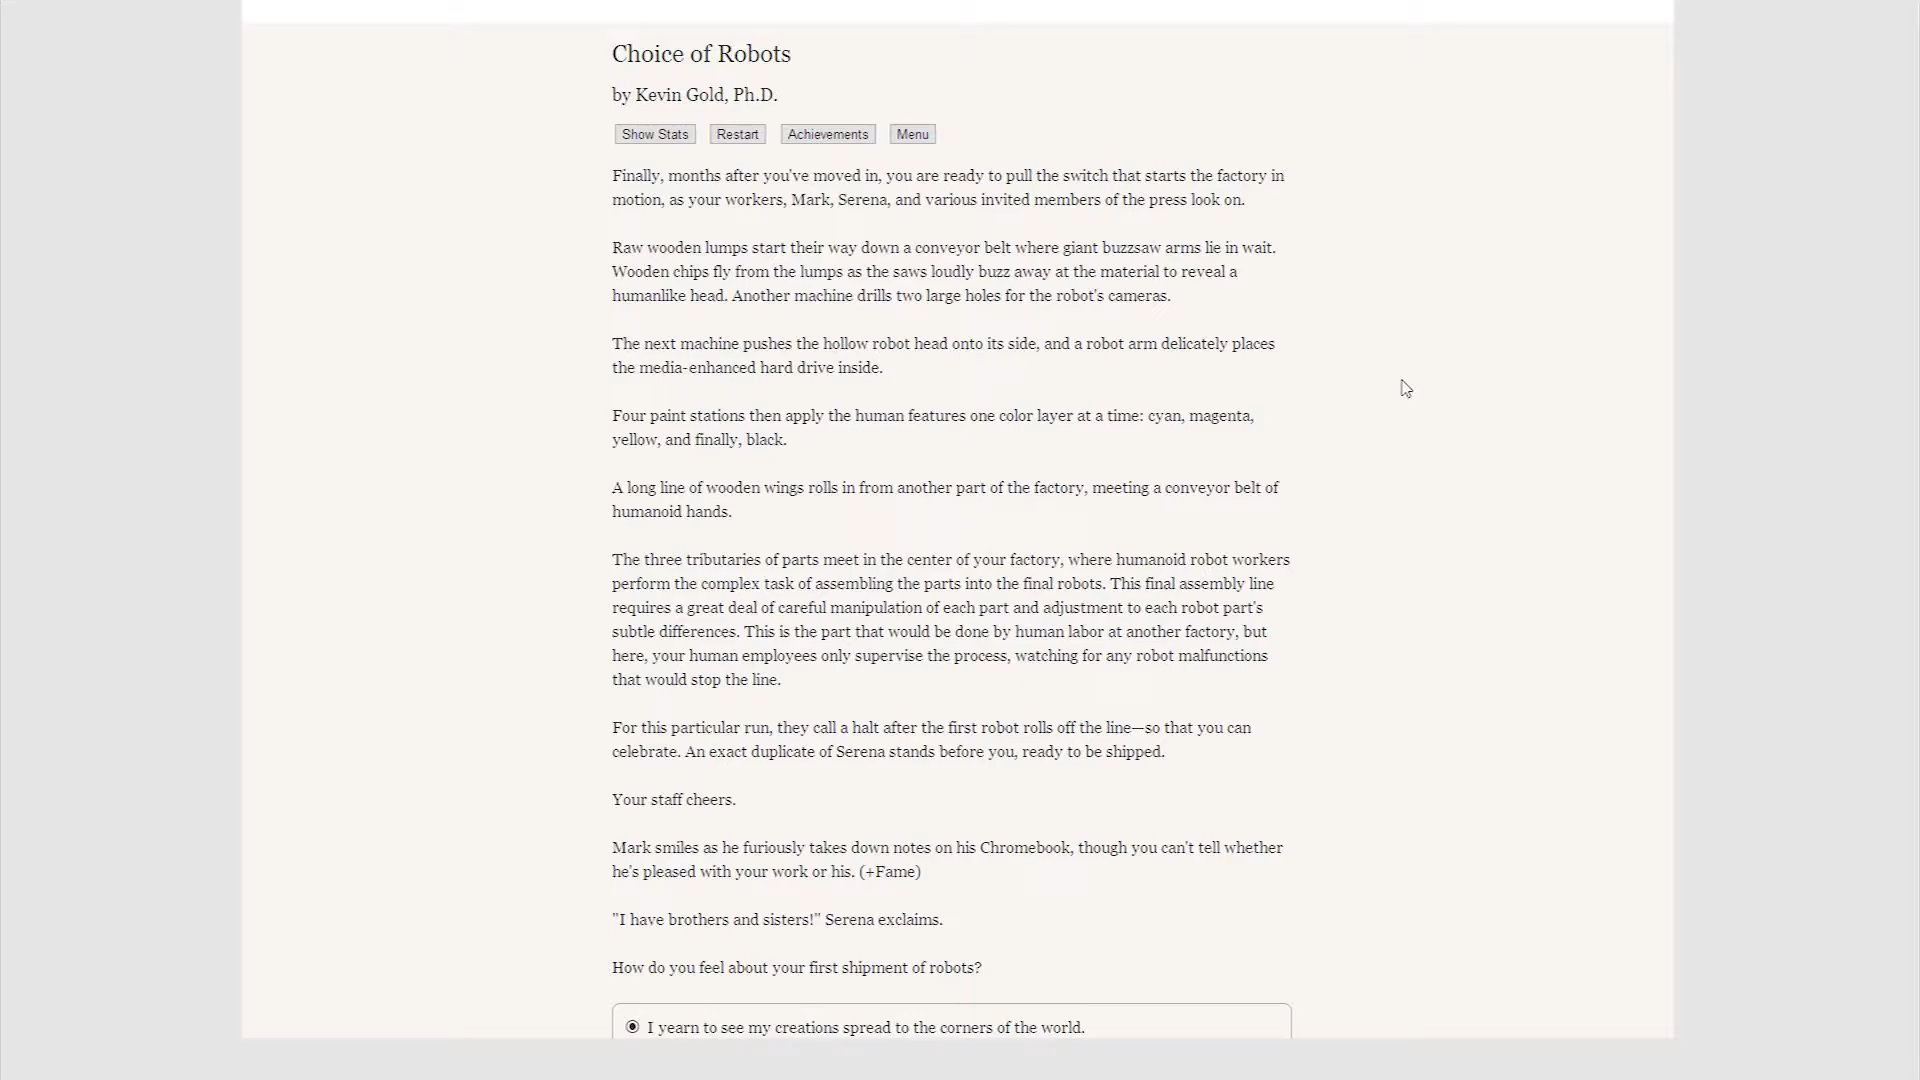 Choice of Robots
by Kevin Gold, Ph.D.
Show Stats Restart Achievements Menu
Finally, months after you've moved in, you are ready to pull the switch that starts the factory in
motion, as your workers, Mark, Serena, and various invited members of the press look on.
Raw wooden lumps start their way down a conveyor belt where giant buzzsaw arms lie in wait.
Wooden chips fly from the lumps as the saws loudly buzz away at the material to reveal a
humanlike head. Another machine drills two large holes for the robot's cameras.
The next machine pushes the hollow robot head onto its side, and a robot arm delicately places
the media-enhanced hard drive inside.
Four paint stations then apply the human features one color layer at a time: cyan, magenta,
yellow, and finally, black.
A long line of wooden wings rolls in from another part of the factory, meeting a conveyor belt of
humanoid hands.
The three tributaries of parts meet in the center of your factory, where humanoid robot workers
perform the complex task of assembling the parts into the final robots. This final assembly line
requires a great deal of careful manipulation of each part and adjustment to each robot part's
subtle differences. This is the part that would be done by human labor at another factory, but
here, your human employees only supervise the process, watching for any robot malfunctions
that would stop the line.
For this particular run, they call a halt after the first robot rolls off the line—so that you can
celebrate. An exact duplicate of Serena stands before you, ready to be shipped.
Your staff cheers.
Mark smiles as he furiously takes down notes on his Chromebook, though you can't tell whether
he's pleased with your work or his. (+Fame)
"I have brothers and sisters!" Serena exclaims.
How do you feel about your first shipment of robots?
I yearn to see my creations spread to the corners of the world.